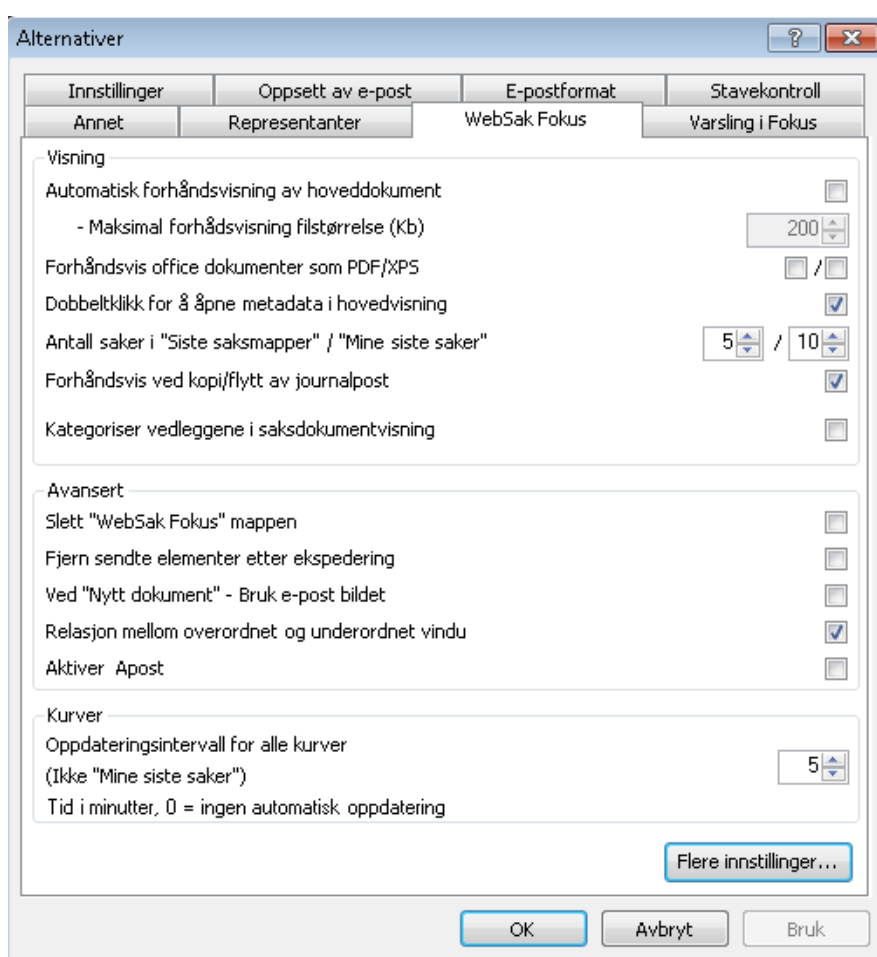 Alternativer
?
Innstillinger Oppsett av e-post E-postformat Stavekontroll
Annet Representanter WebSak Fokus Varsling i Fokus
Visning
Automatisk forhåndsvisning av hoveddokument
- Maksimal forhådsvisning filstørrelse (Kb) 200
Forhåndsvis office dokumenter som PDF/XPS /
Dobbeltklikk for å åpne metadata i hovedvisning
Antall saker i "Siste saksmapper" / "Mine siste saker" 5 / 10
Forhåndsvis ved kopi/flytt av journalpost
Kategoriser vedleggene i saksdokumentvisning
Avansert
Slett "WebSak Fokus" mappen
Fjern sendte elementer etter ekspedering
Ved "Nytt dokument" - Bruk e-post bildet
Relasjon mellom overordnet og underordnet vindu
Aktiver Apost
Kurver
Oppdateringsintervall for alle kurver
(Ikke "Mine siste saker") 5
Tid i minutter, 0 = ingen automatisk oppdatering
Flere innstillinger...
OK Avbryt Bruk